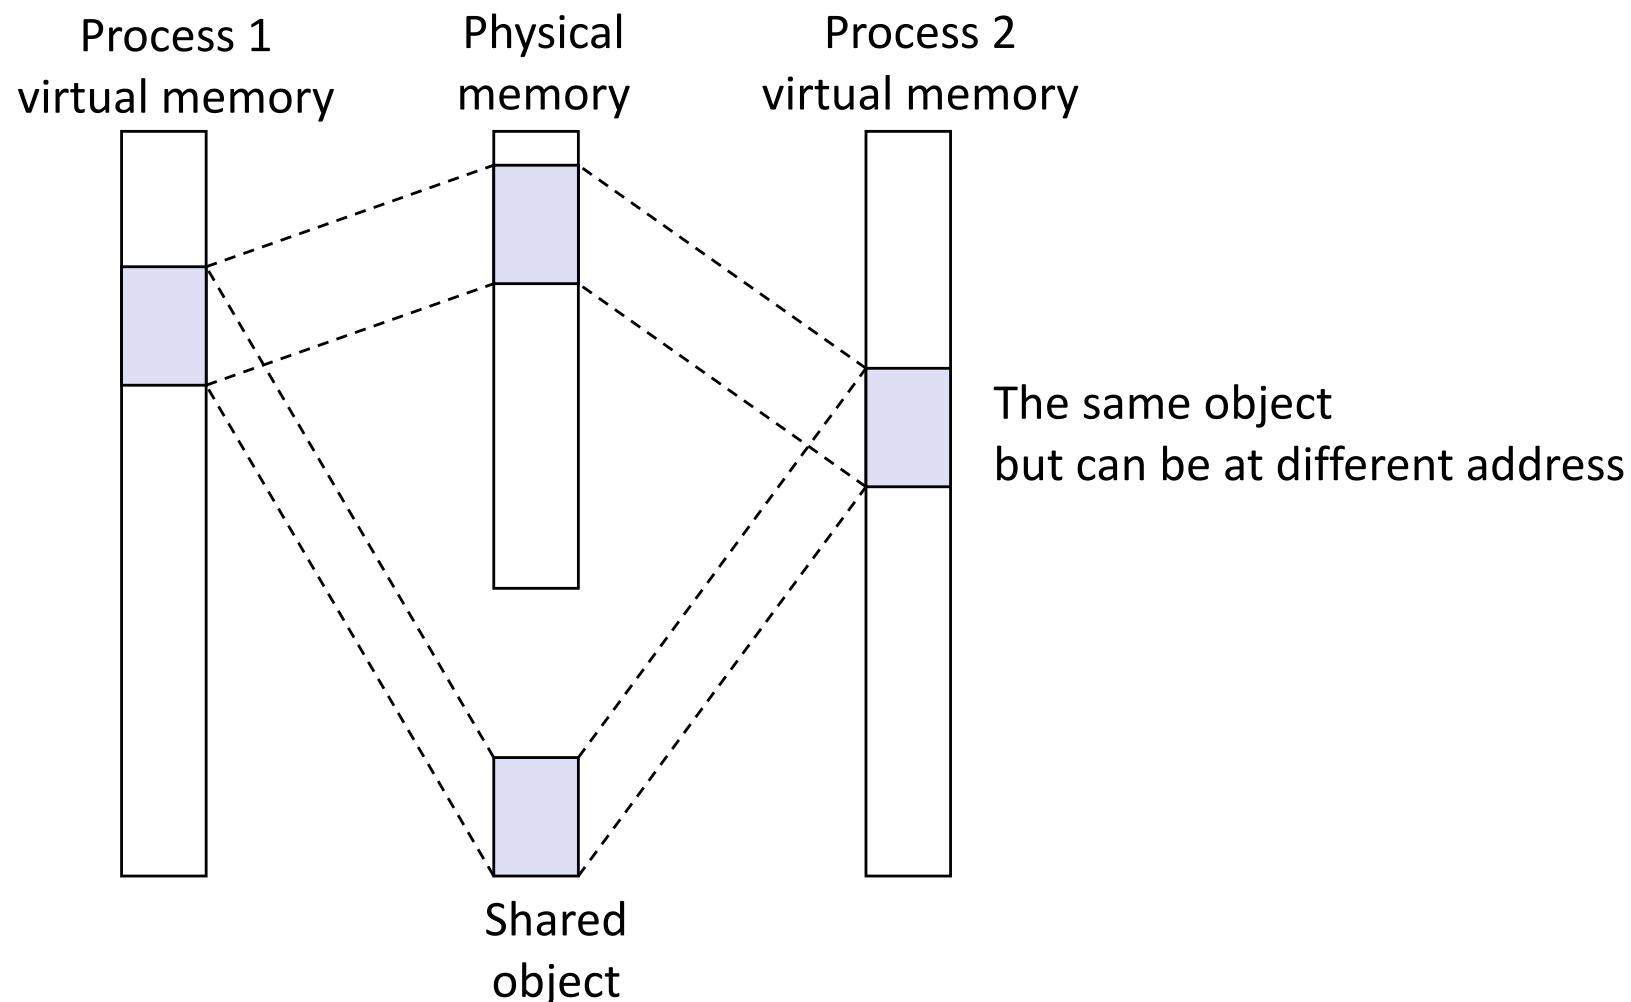 Process 1
virtual memory
Physical
memory
Process 2
virtual memory
The same object
but can be at different address
Shared
object